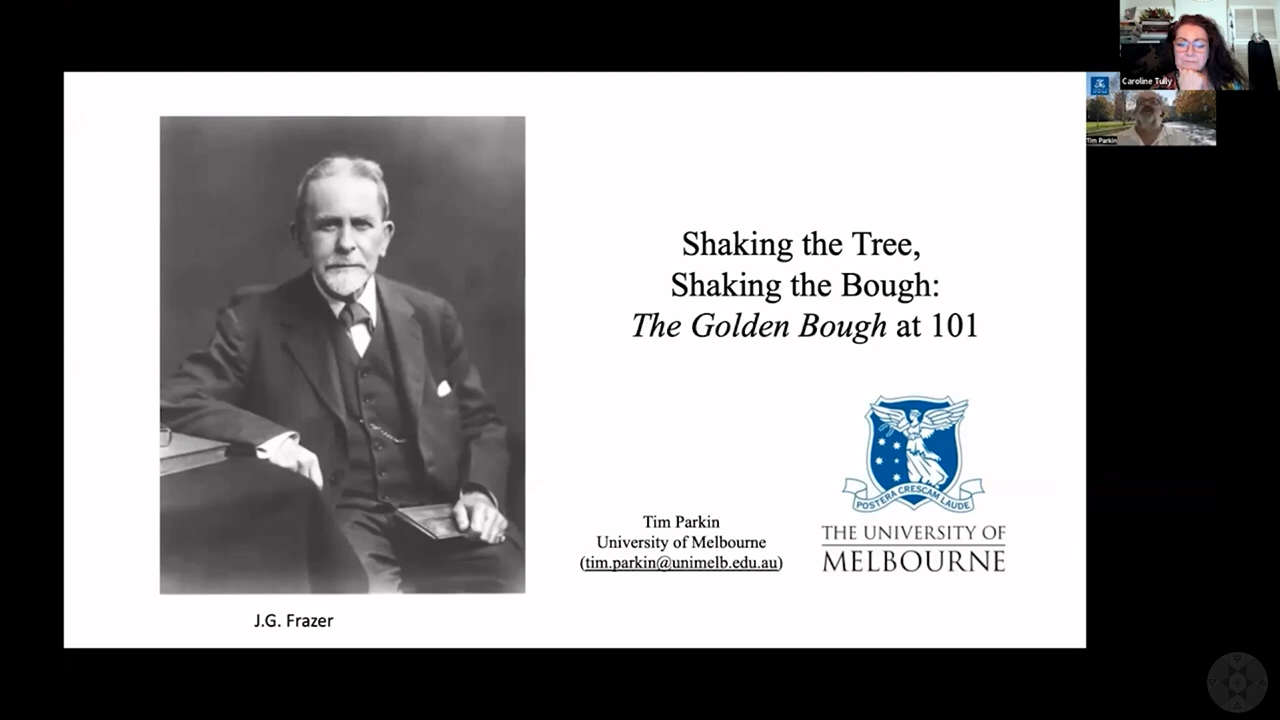 Caroline Tully
Tim Parkin
Shaking the Tree,
Shaking the Bough:
The Golden Bough at 101
POSTERA CRESCAM LAUDE
Tim Parkin
University of Melbourne
(tim.parkin@unimelb.edu.au)
THE UNIVERSITY OF
MELBOURNE
J.G. Frazer